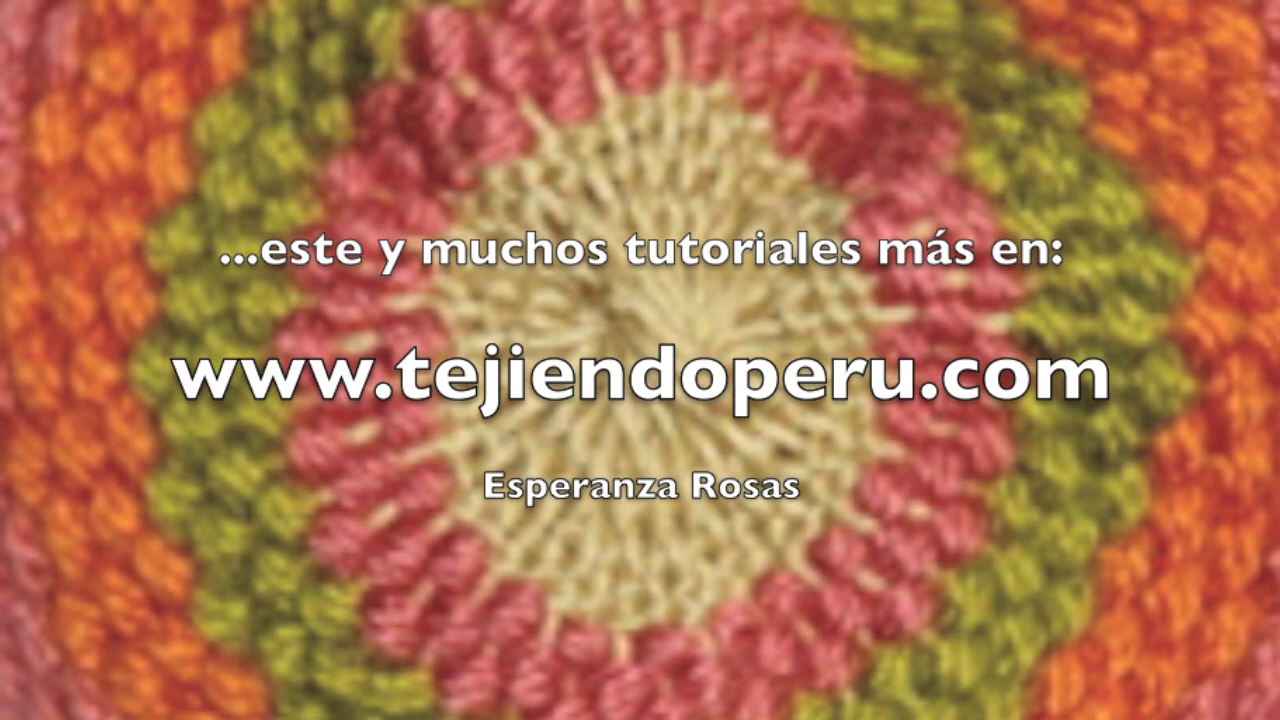 ...este y muchos tutoriales más en:
www.tejiendoperu.com
Esperanza Rosas